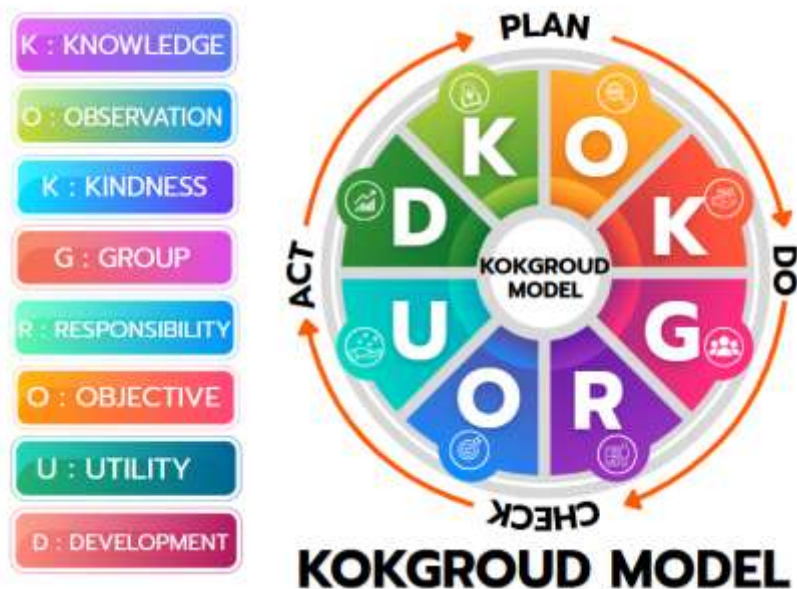 K : KNOWLEDGE
O : OBSERVATION
K : KINDNESS
G : GROUP
R : RESPONSIBILITY
O : OBJECTIVE
U : UTILITY
D : DEVELOPMENT
PLAN
DO
CHECK
ACT
K
O
K
G
R
O
U
D
KOKGROUD
MODEL
KOKGROUD MODEL